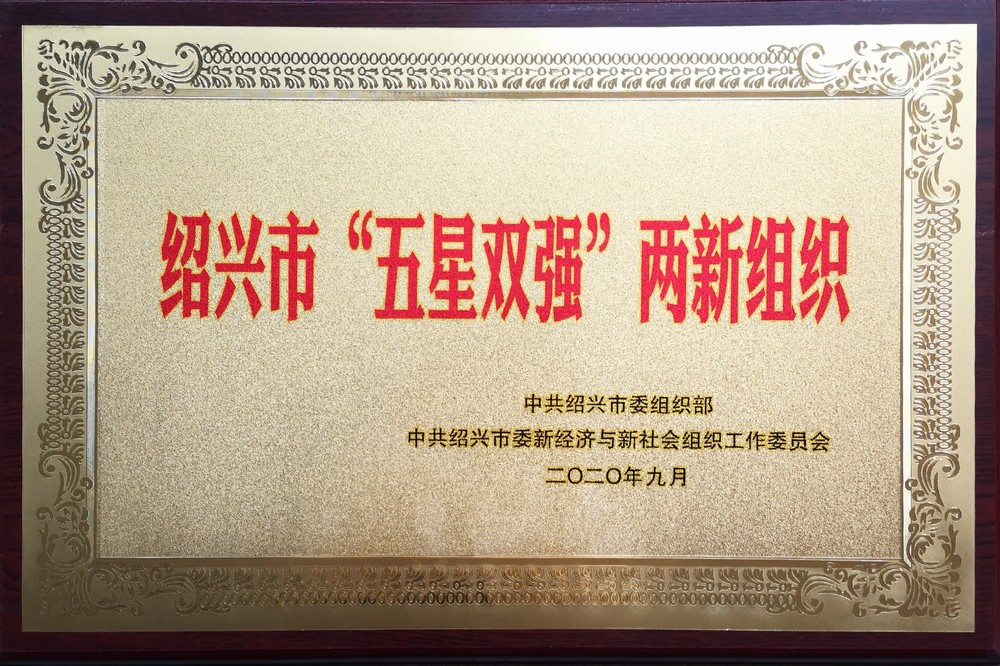 绍兴市“五星双强”两新组织
中共绍兴市委组织部
中共绍兴市委新经济与新社会组织工作委员会
二〇二〇年九月